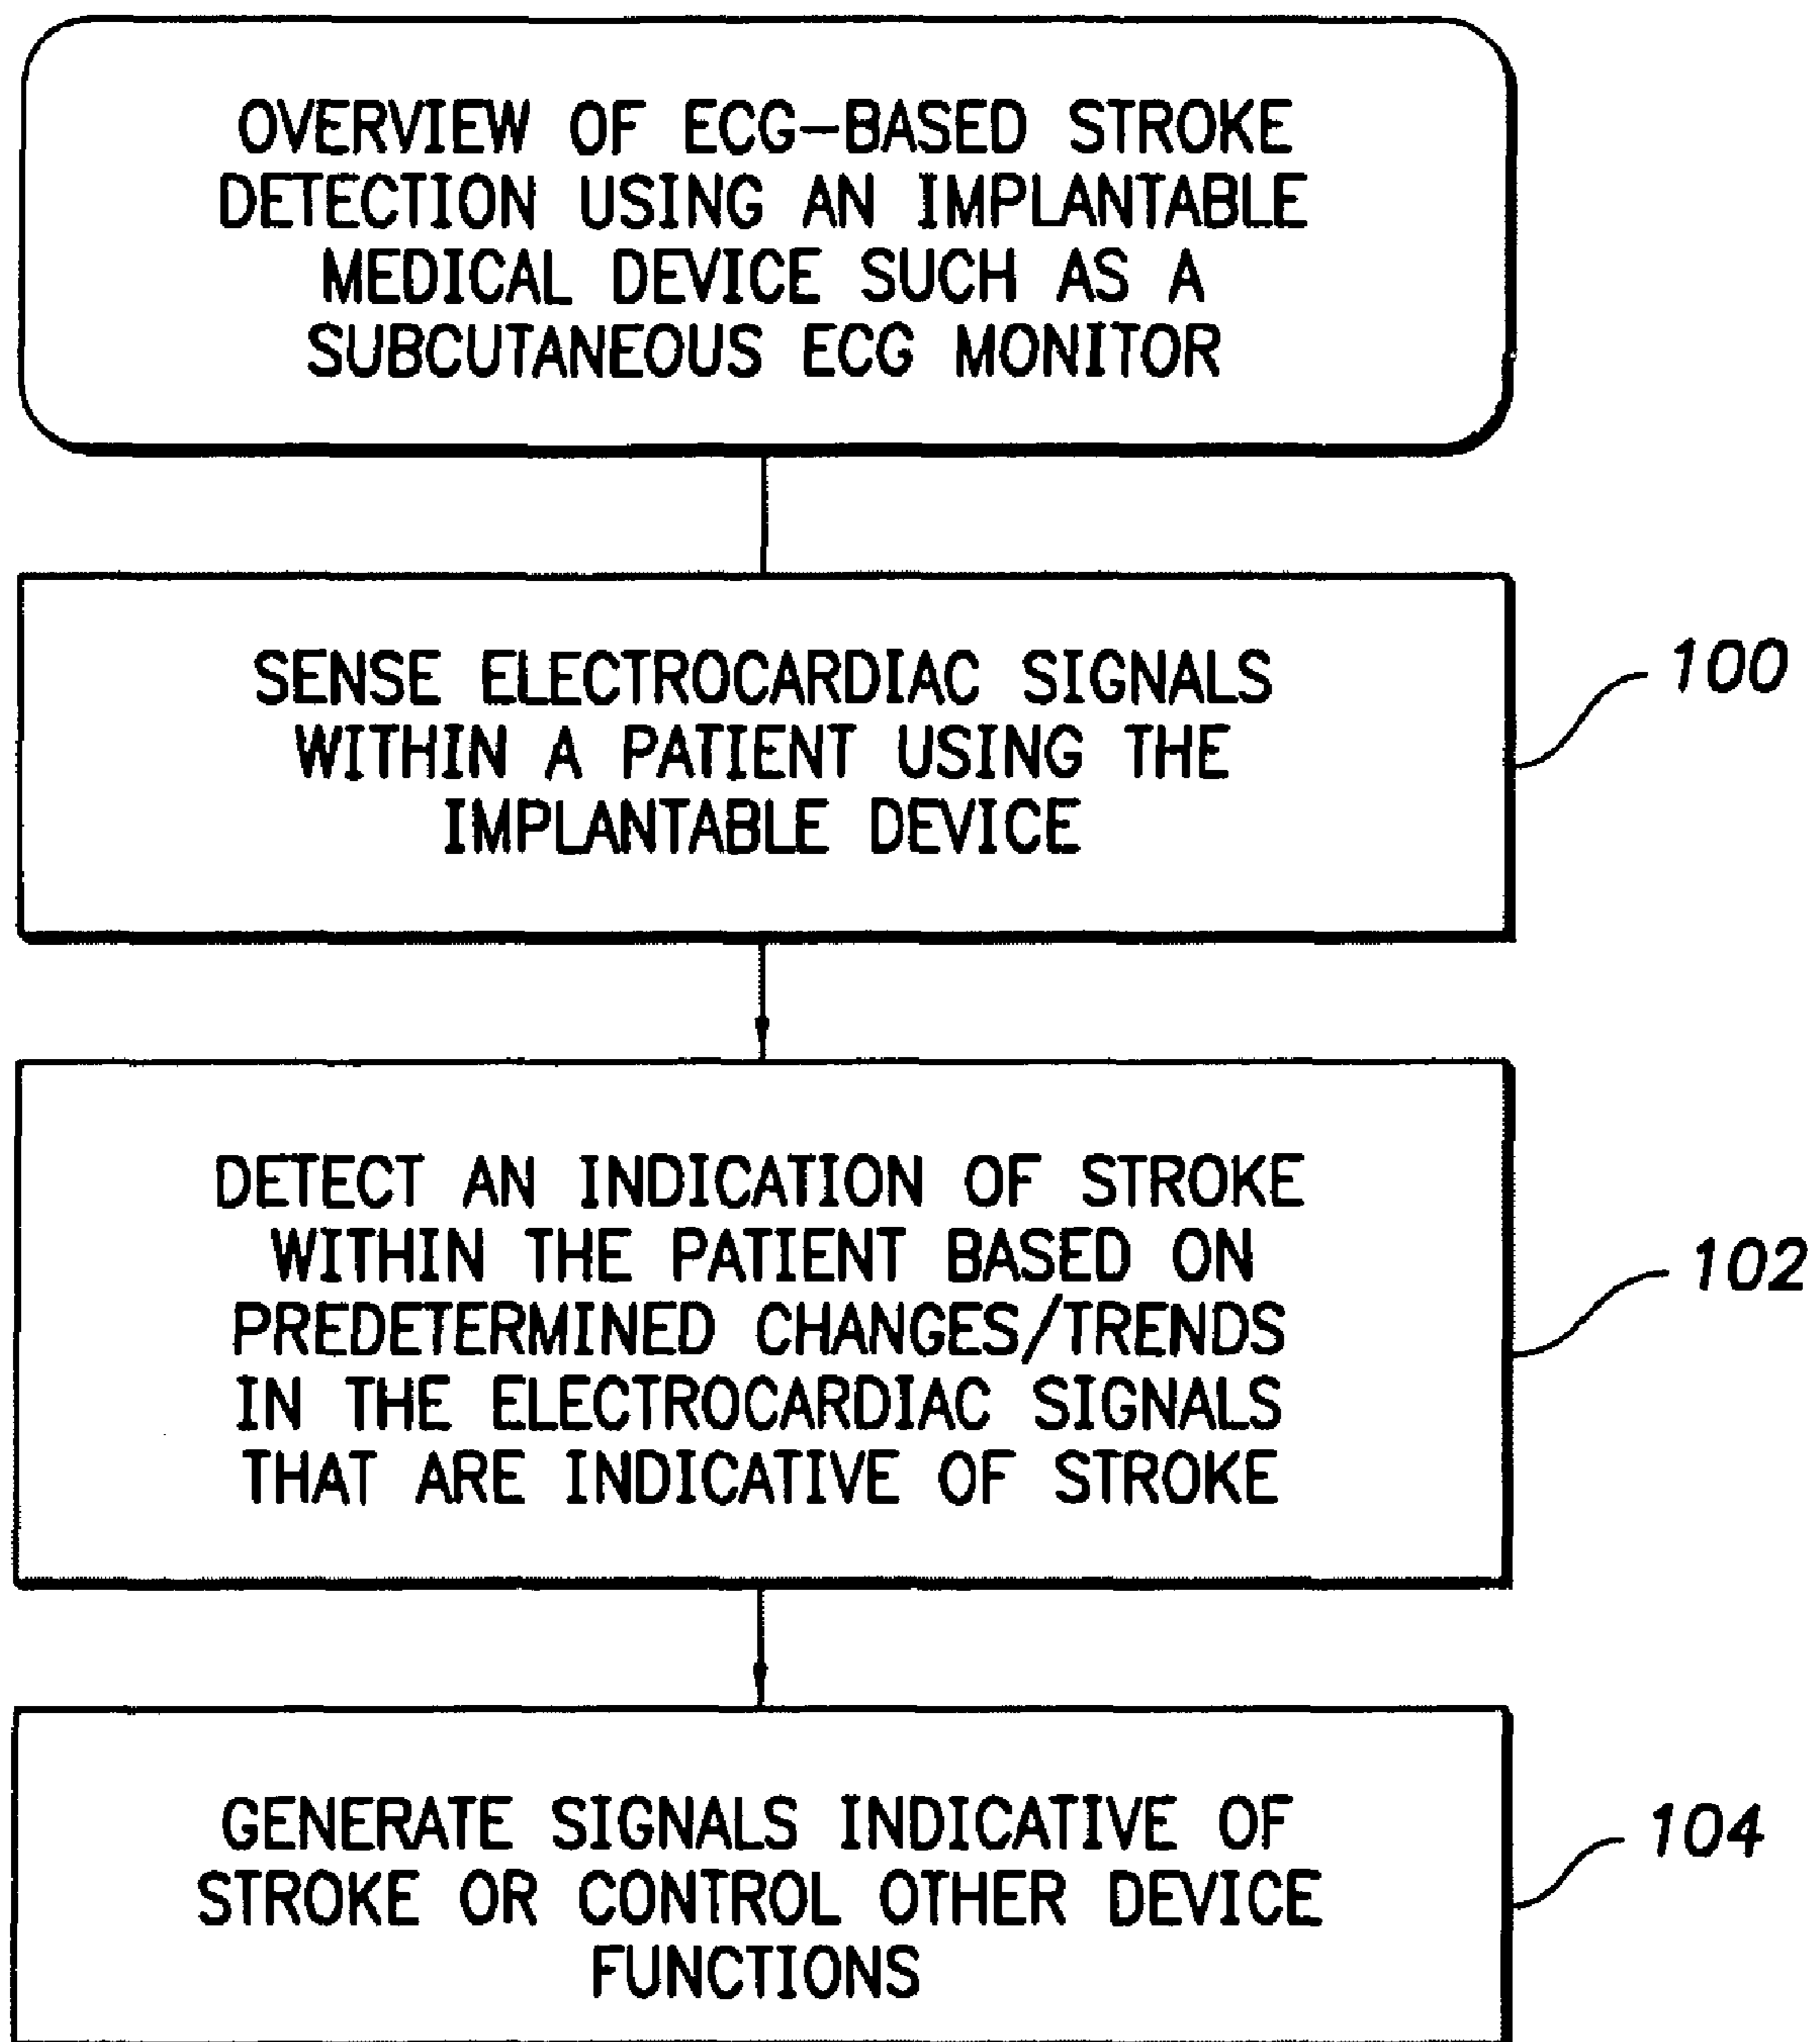 OVERVIEW OF ECG-BASED STROKE
DETECTION USING AN IMPLANTABLE
MEDICAL DEVICE SUCH AS A
SUBCUTANEOUS ECG MONITOR
SENSE ELECTROCARDIAC SIGNALS
WITHIN A PATIENT USING THE
IMPLANTABLE DEVICE
100
DETECT AN INDICATION OF STROKE
WITHIN THE PATIENT BASED ON
PREDETERMINED CHANGES/TRENDS
IN THE ELECTROCARDIAC SIGNALS
THAT ARE INDICATIVE OF STROKE
102
GENERATE SIGNALS INDICATIVE OF
STROKE OR CONTROL OTHER DEVICE
FUNCTIONS
104